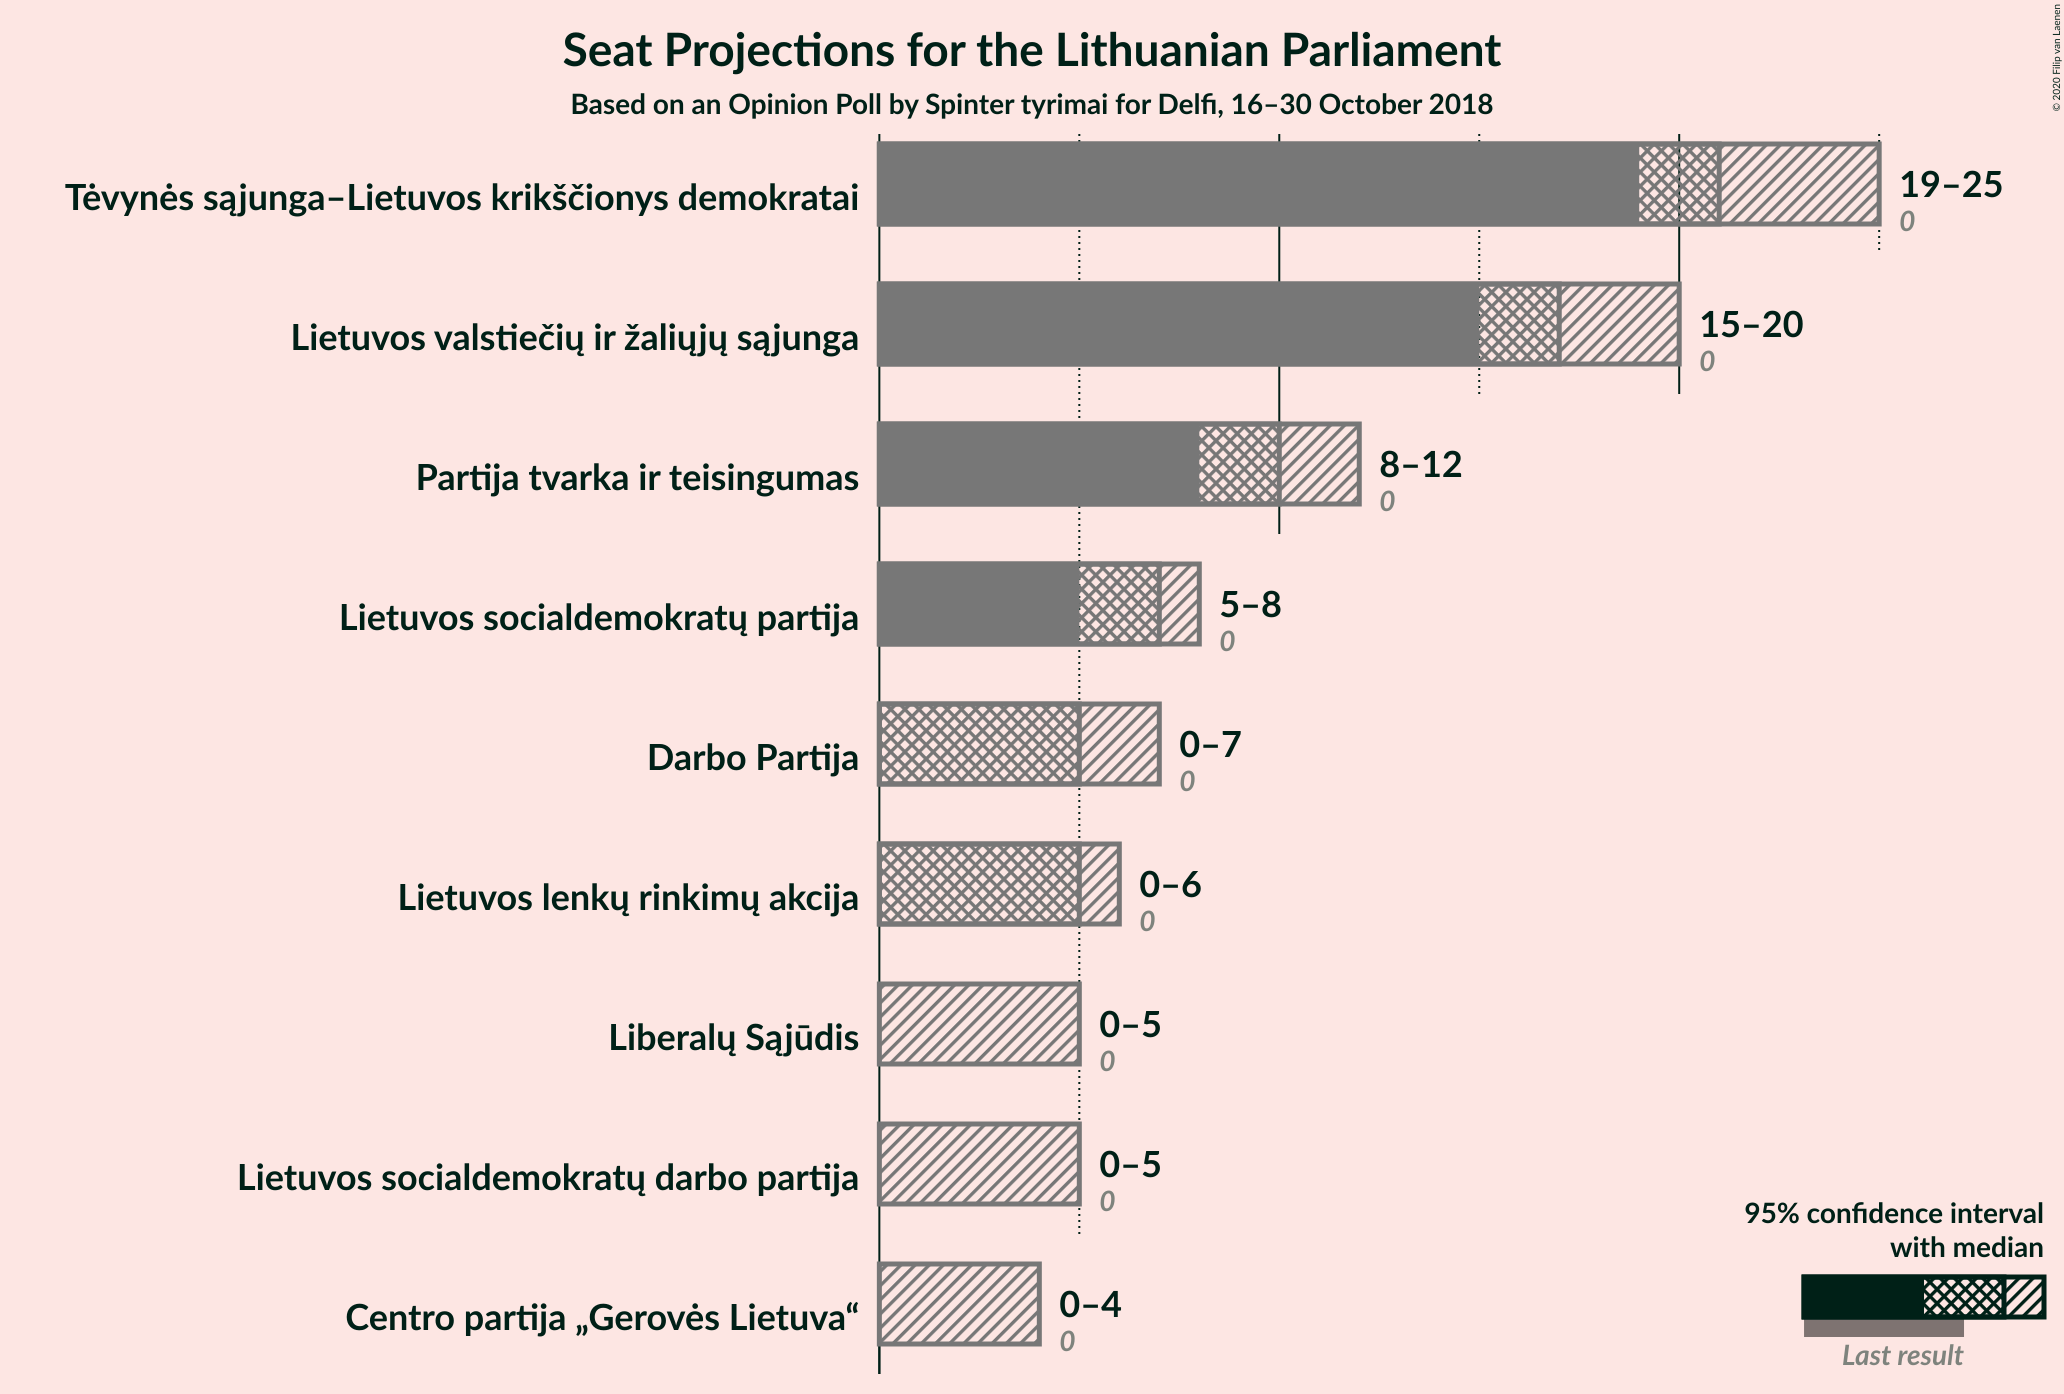 Seat Projections for the Lithuanian Parliament
Based on an Opinion Poll by Spinter tyrimai for Delfi, 16–30 October 2018
© 2020 Filip van Laenen
Tėvynės sąjunga–Lietuvos krikščionys demokratai
19–25
0
Lietuvos valstiečių ir žaliųjų sąjunga
15–20
0
Partija tvarka ir teisingumas
8–12
0
Lietuvos socialdemokratų partija
5–8
0
Darbo Partija
0–7
0
Lietuvos lenkų rinkimų akcija
0–6
0
Liberalų Sąjūdis
0–5
0
Lietuvos socialdemokratų darbo partija
0–5
0
Centro partija „Gerovės Lietuva“
0–4
0
95% confidence interval
with median
Last result